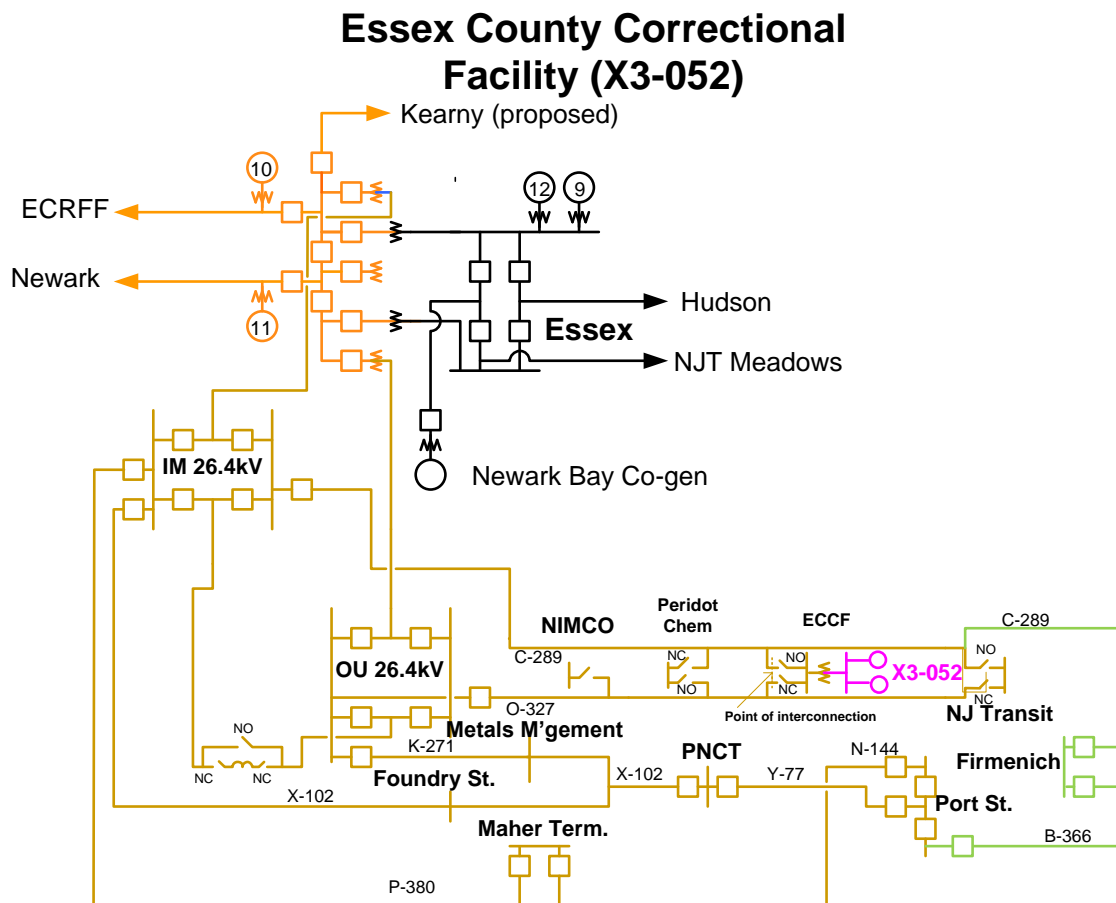 Essex County Correctional
Facility (X3-052)
Kearny (proposed)
10
12
9
ECRFF
Newark
Hudson
11
Essex
NJT Meadows
IM 26.4kV
Newark Bay Co-gen
NIMCO
Peridot
Chem
ECCF
C-289
C-289
NC
NO
NO
OU 26.4kV
X3-052
NO
NC
NC
O-327
Point of interconnection
NJ Transit
Metals M'gement
NO
K-271
PNCT
N-144
Firmenich
NC
NC
Foundry St.
X-102
Y-77
X-102
Port St.
Maher Term.
B-366
P-380